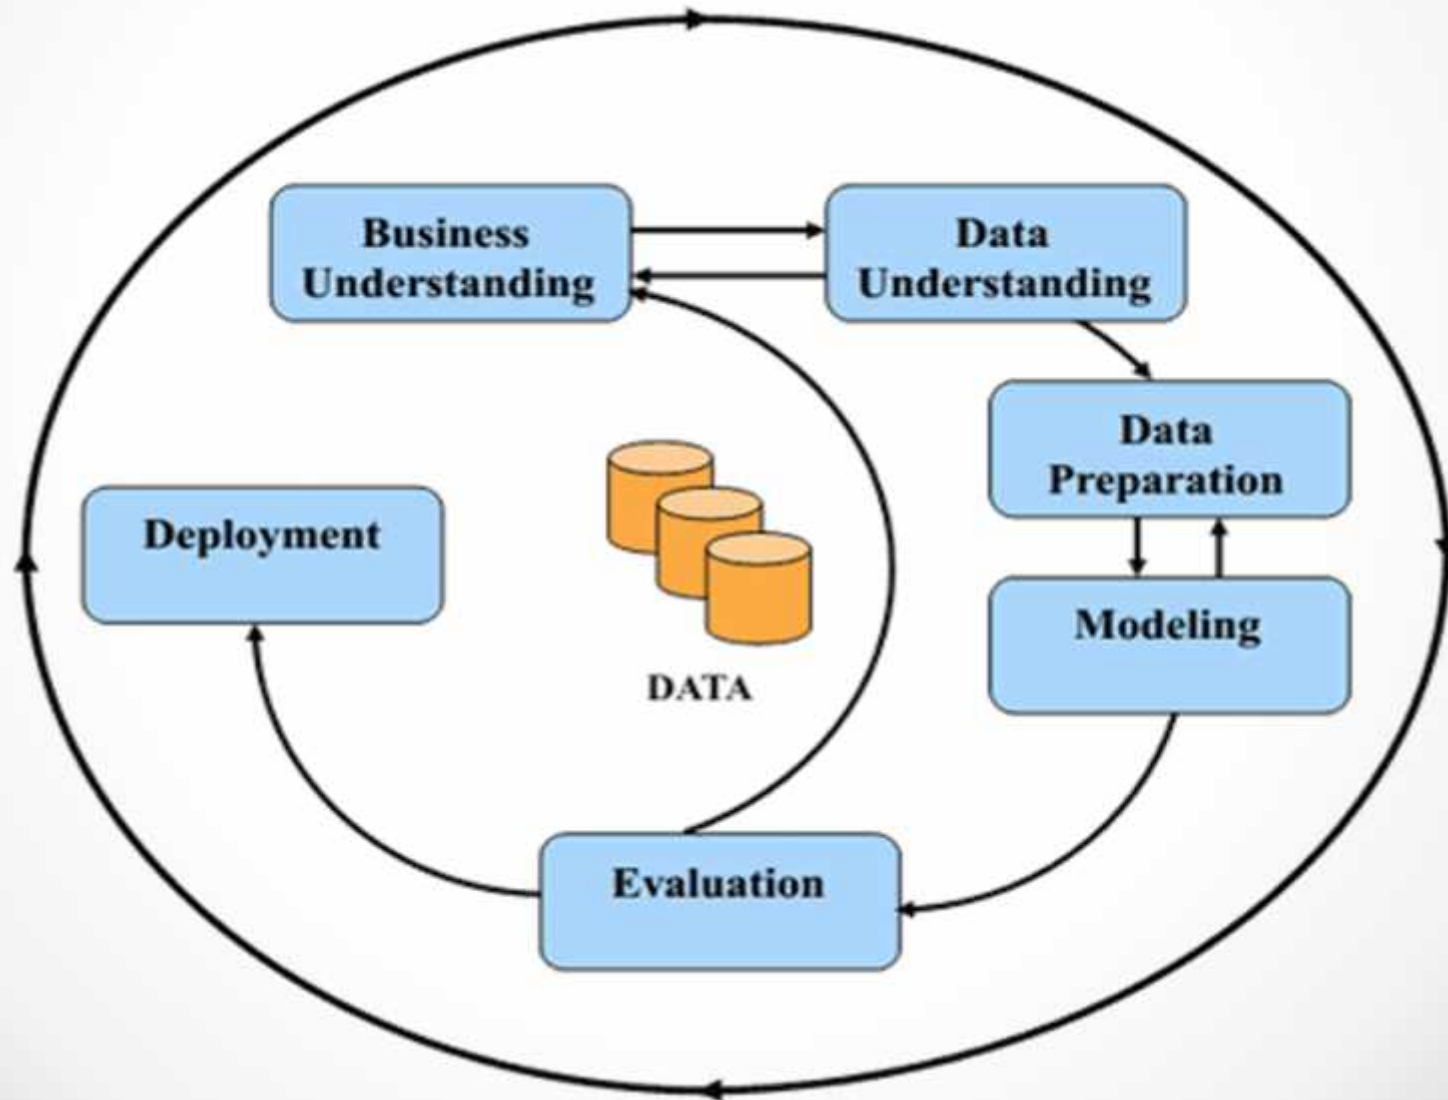 Business
Understanding
Data
Understanding
Data
Preparation
Modeling
Deployment
DATA
Evaluation